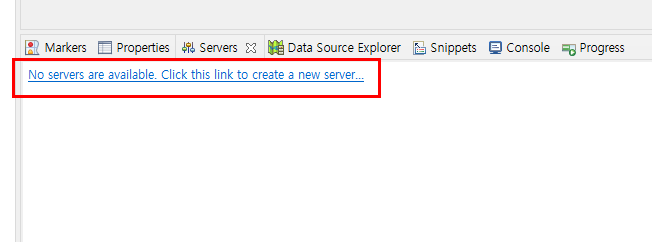 Markers Properties Servers Data Source Explorer Snippets Console Progress
No servers are available. Click this link to create a new server...